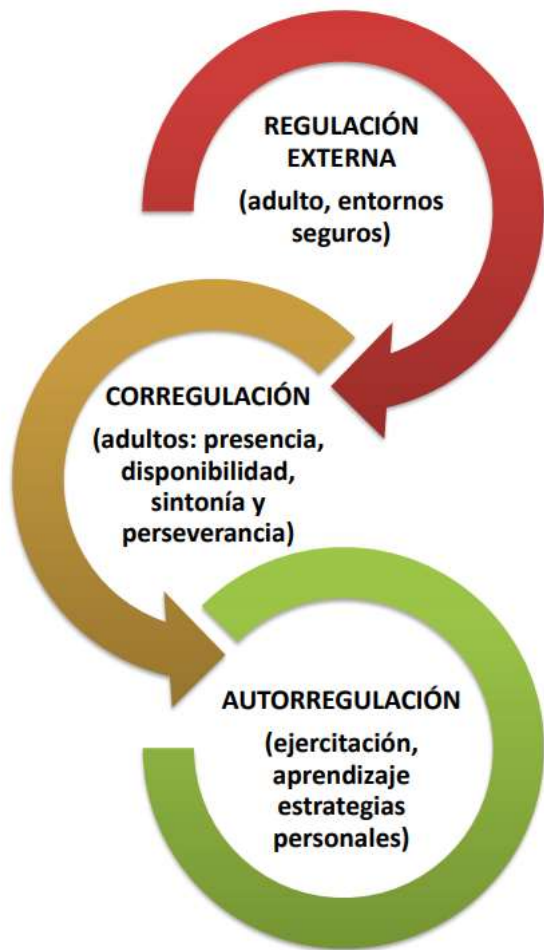 REGULACIÓN
EXTERNA
(adulto, entornos
seguros)
CORREGULACIÓN
(adultos: presencia,
disponibilidad,
sintonía y
perseverancia)
AUTORREGULACIÓN
(ejercitación,
aprendizaje
estrategias
personales)